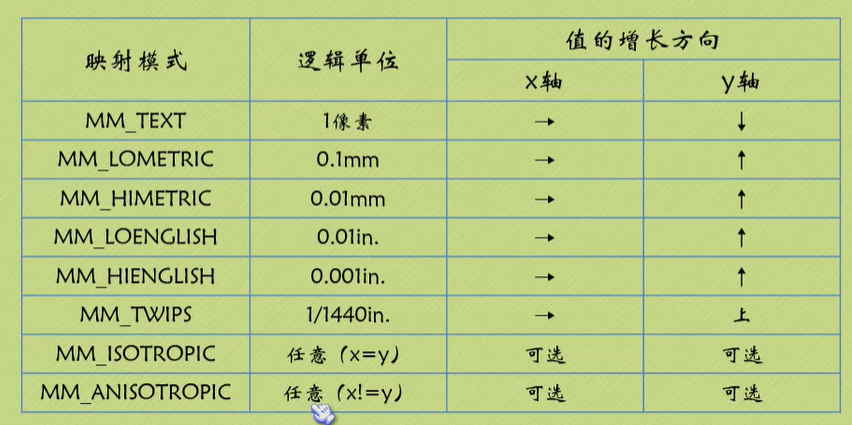 映射模式 逻辑单位 值的增长方向
x轴 y轴
MM_TEXT 1像素 → ↓
MM_LOMETRIC 0.1mm → ↑
MM_HIMETRIC 0.01mm → ↑
MM_LOENGLISH 0.01in. → ↑
MM_HIENGLISH 0.001in. → ↑
MM_TWIPS 1/1440in. → 上
MM_ISOTROPIC 任意（x=y） 可选 可选
MM_ANISOTROPIC 任意（x!=y） 可选 可选